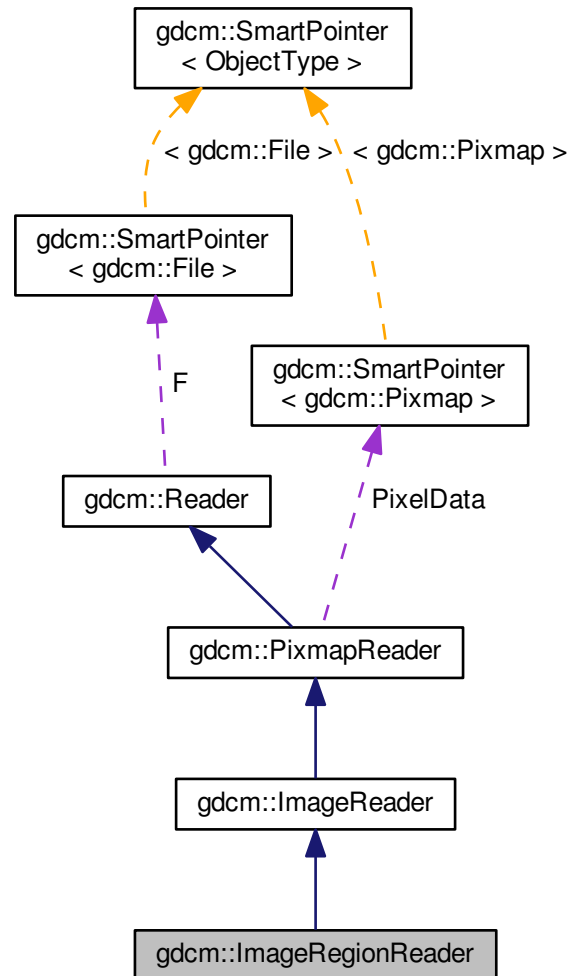 gdcm::SmartPointer
< ObjectType >
< gdcm::File >
< gdcm::Pixmap >
gdcm::SmartPointer
< gdcm::File >
gdcm::SmartPointer
< gdcm::Pixmap >
F
gdcm::Reader
PixelData
gdcm::PixmapReader
gdcm::ImageReader
gdcm::ImageRegionReader